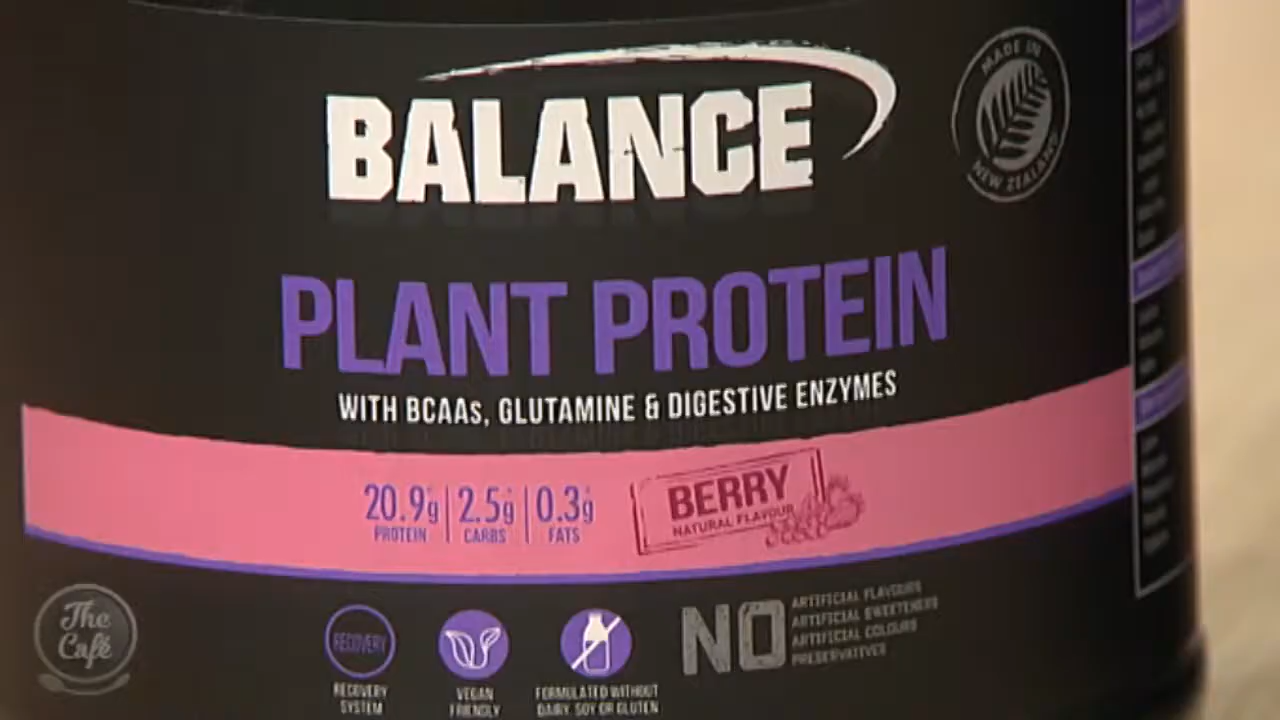 BALANCE
MADE IN
NEW ZEALAND
PLANT PROTEIN
WITH BCAAs, GLUTAMINE & DIGESTIVE ENZYMES
20.9g 2.5g 0.3g
PROTEIN CARBS FATS
BERRY
NATURAL FLAVOUR
NO
ARTIFICIAL FLAVOURS
ARTIFICIAL SWEETENERS
ARTIFICIAL COLOURS
PRESERVATIVES
RECOVERY
RECOVERY
SYSTEM
VEGAN
FRIENDLY
FORMULATED WITHOUT
DAIRY, SOY OR GLUTEN
The
Café